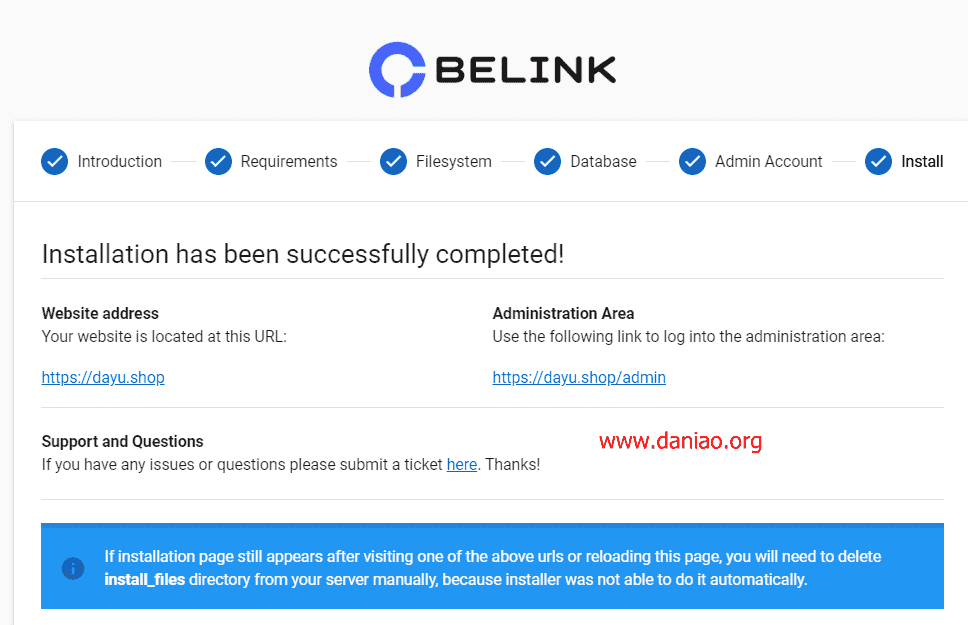 BELINK
Introduction
Requirements
Filesystem
Database
Admin Account
Install
Installation has been successfully completed!
Website address
Your website is located at this URL:
https://dayu.shop
Administration Area
Use the following link to log into the administration area:
https://dayu.shop/admin
Support and Questions
If you have any issues or questions please submit a ticket here. Thanks!
www.daniao.org
If installation page still appears after visiting one of the above urls or reloading this page, you will need to delete
install_files directory from your server manually, because installer was not able to do it automatically.